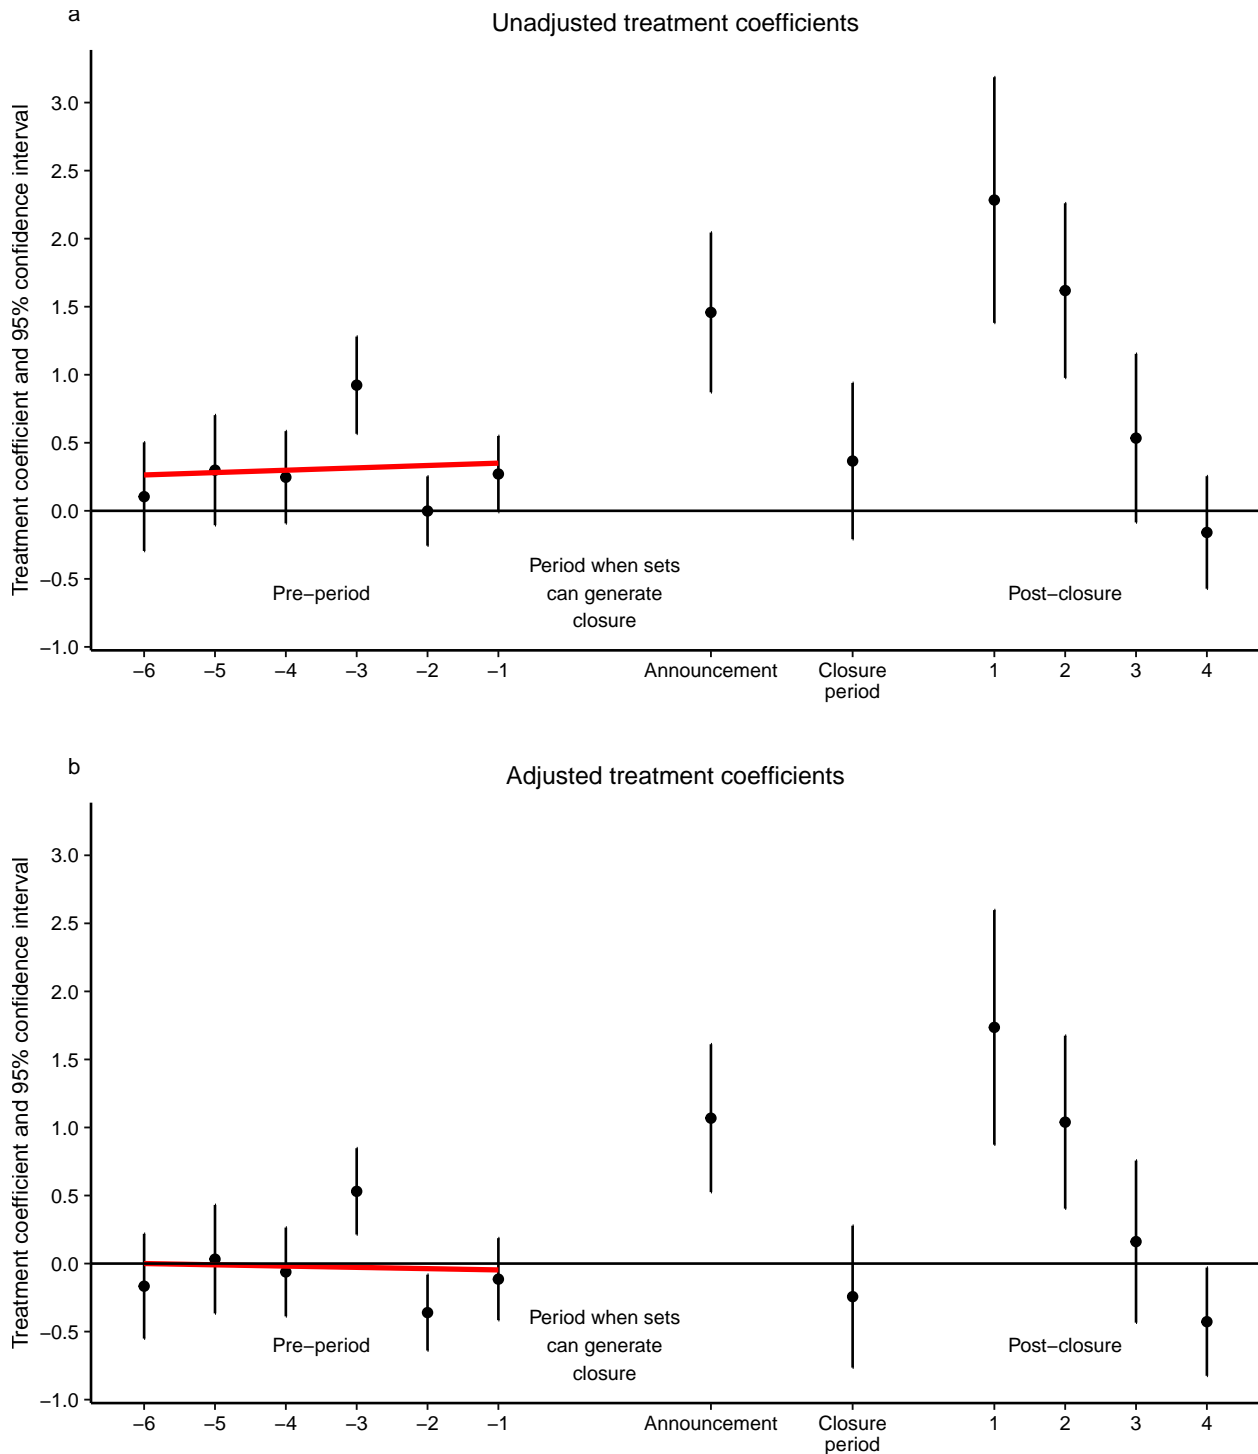 a
Unadjusted treatment coefficients
Treatment coefficient and 95% confidence interval
3.0
2.5
2.0
1.5
1.0
0.5
0.0
−0.5
−1.0
Period when sets
can generate
closure
Pre−period
Post−closure
−6 −5 −4 −3 −2 −1 Announcement Closure period 1 2 3 4
b
Adjusted treatment coefficients
Treatment coefficient and 95% confidence interval
3.0
2.5
2.0
1.5
1.0
0.5
0.0
−0.5
−1.0
Period when sets
can generate
closure
Pre−period
Post−closure
−6 −5 −4 −3 −2 −1 Announcement Closure period 1 2 3 4